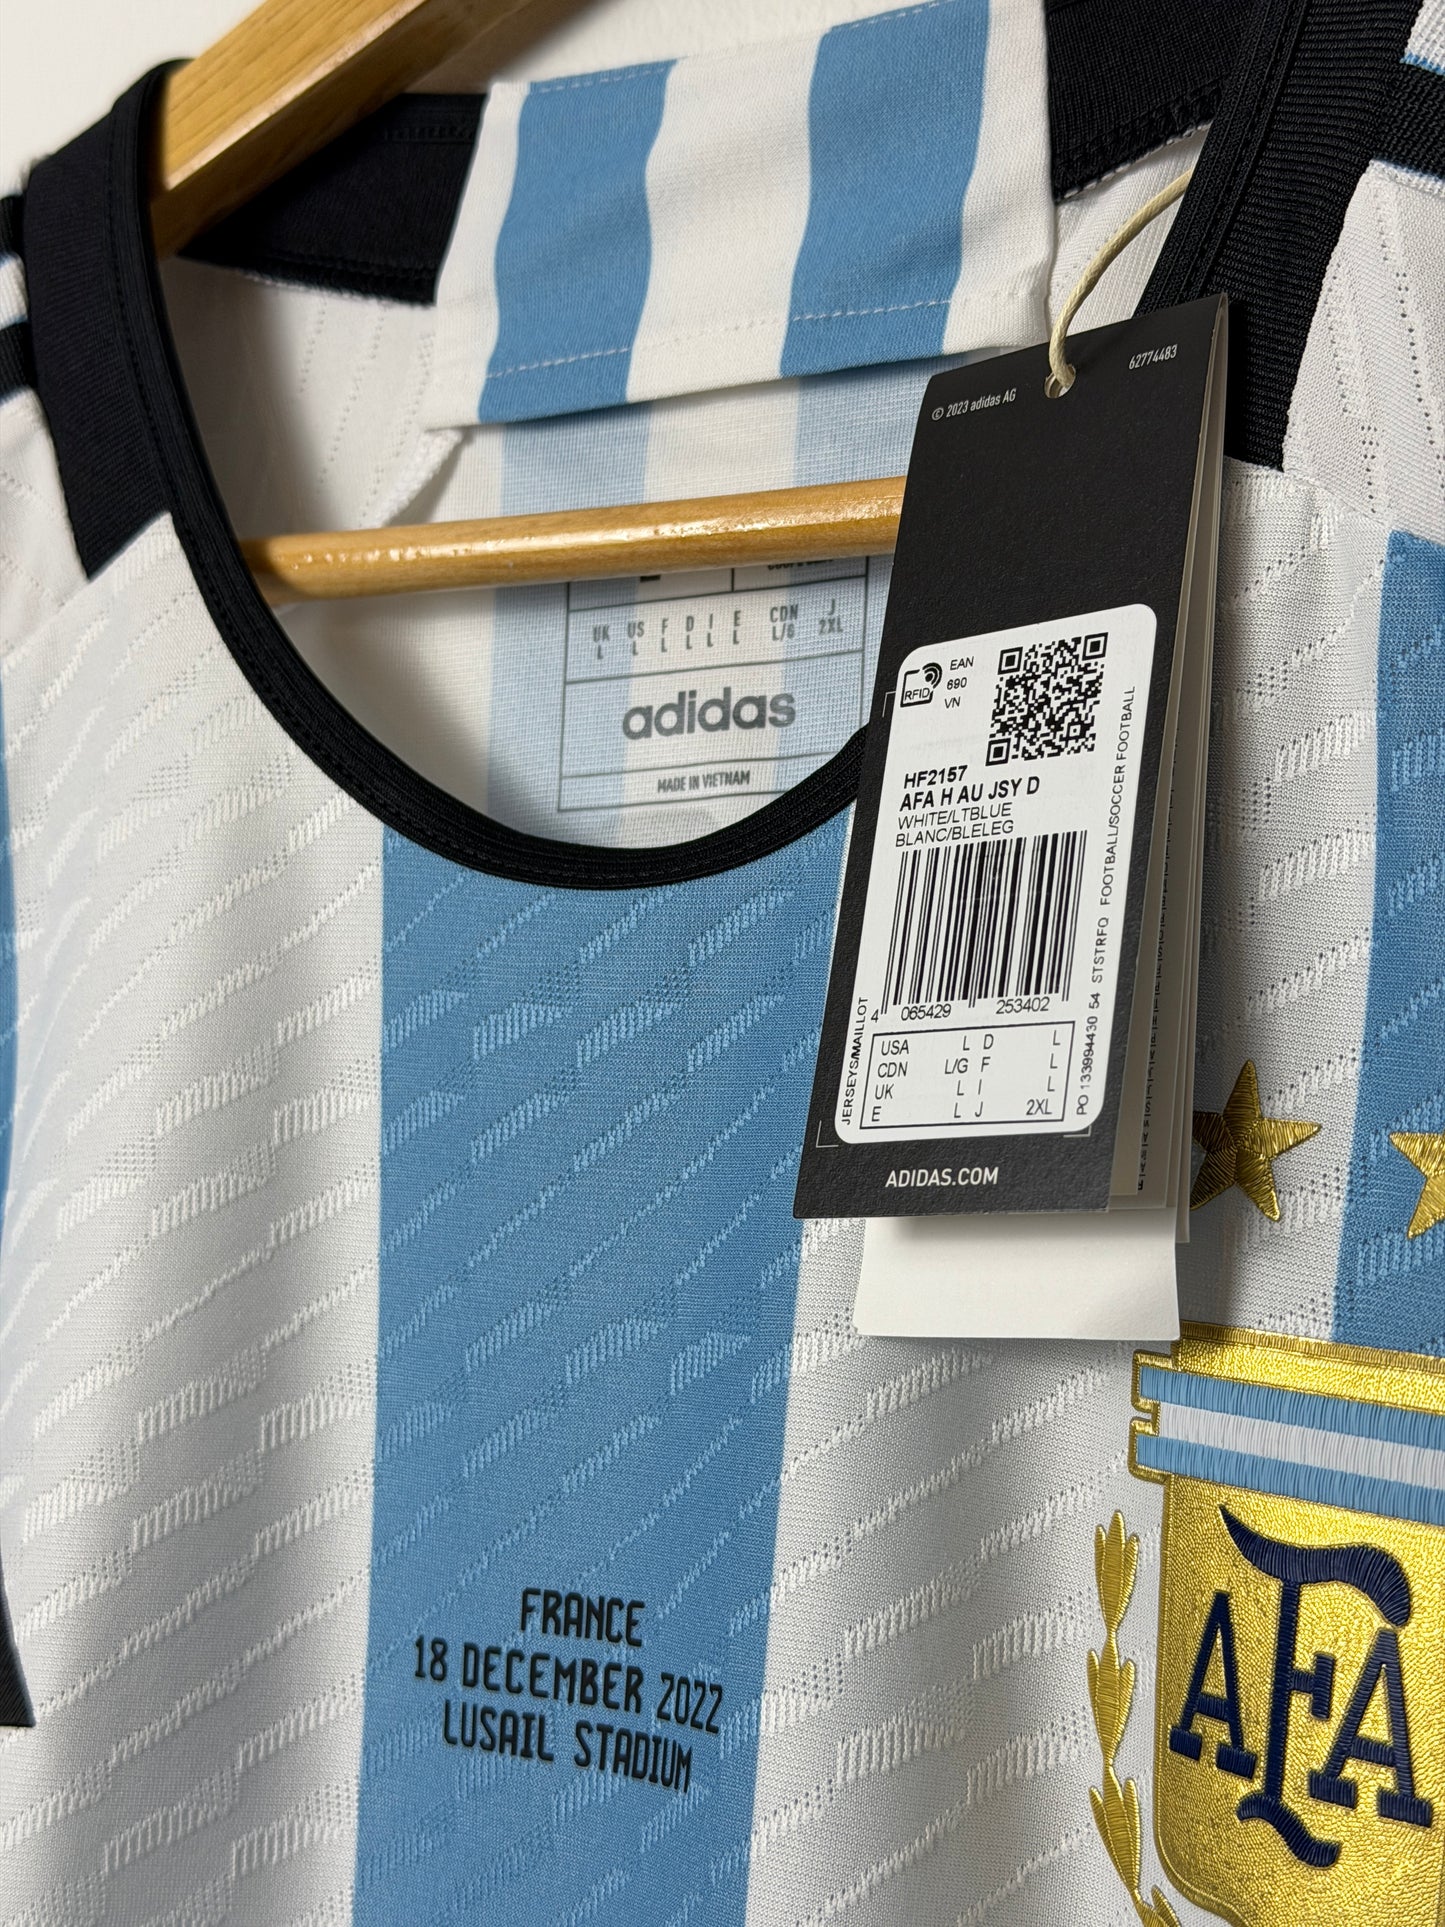 © 2023 adidas AG
62774483
UK US F D I E CDN J
L L L L L L L/G 2XL
adidas
MADE IN VIETNAM
RFID
EAN
690
VN
HF2157
AFA H AU JSY D
WHITE/LTBLUE
BLANC/BLELEG
4 065429 253402
USA L D L
CDN L/G F L
UK L I L
E L J 2XL
JERSEYS/MAILLOT
PO 133994430 54 STSTRFQ FOOTBALL/SOCCER FOOTBALL
ADIDAS.COM
FRANCE
18 DECEMBER 2022
LUSAIL STADIUM
AFA